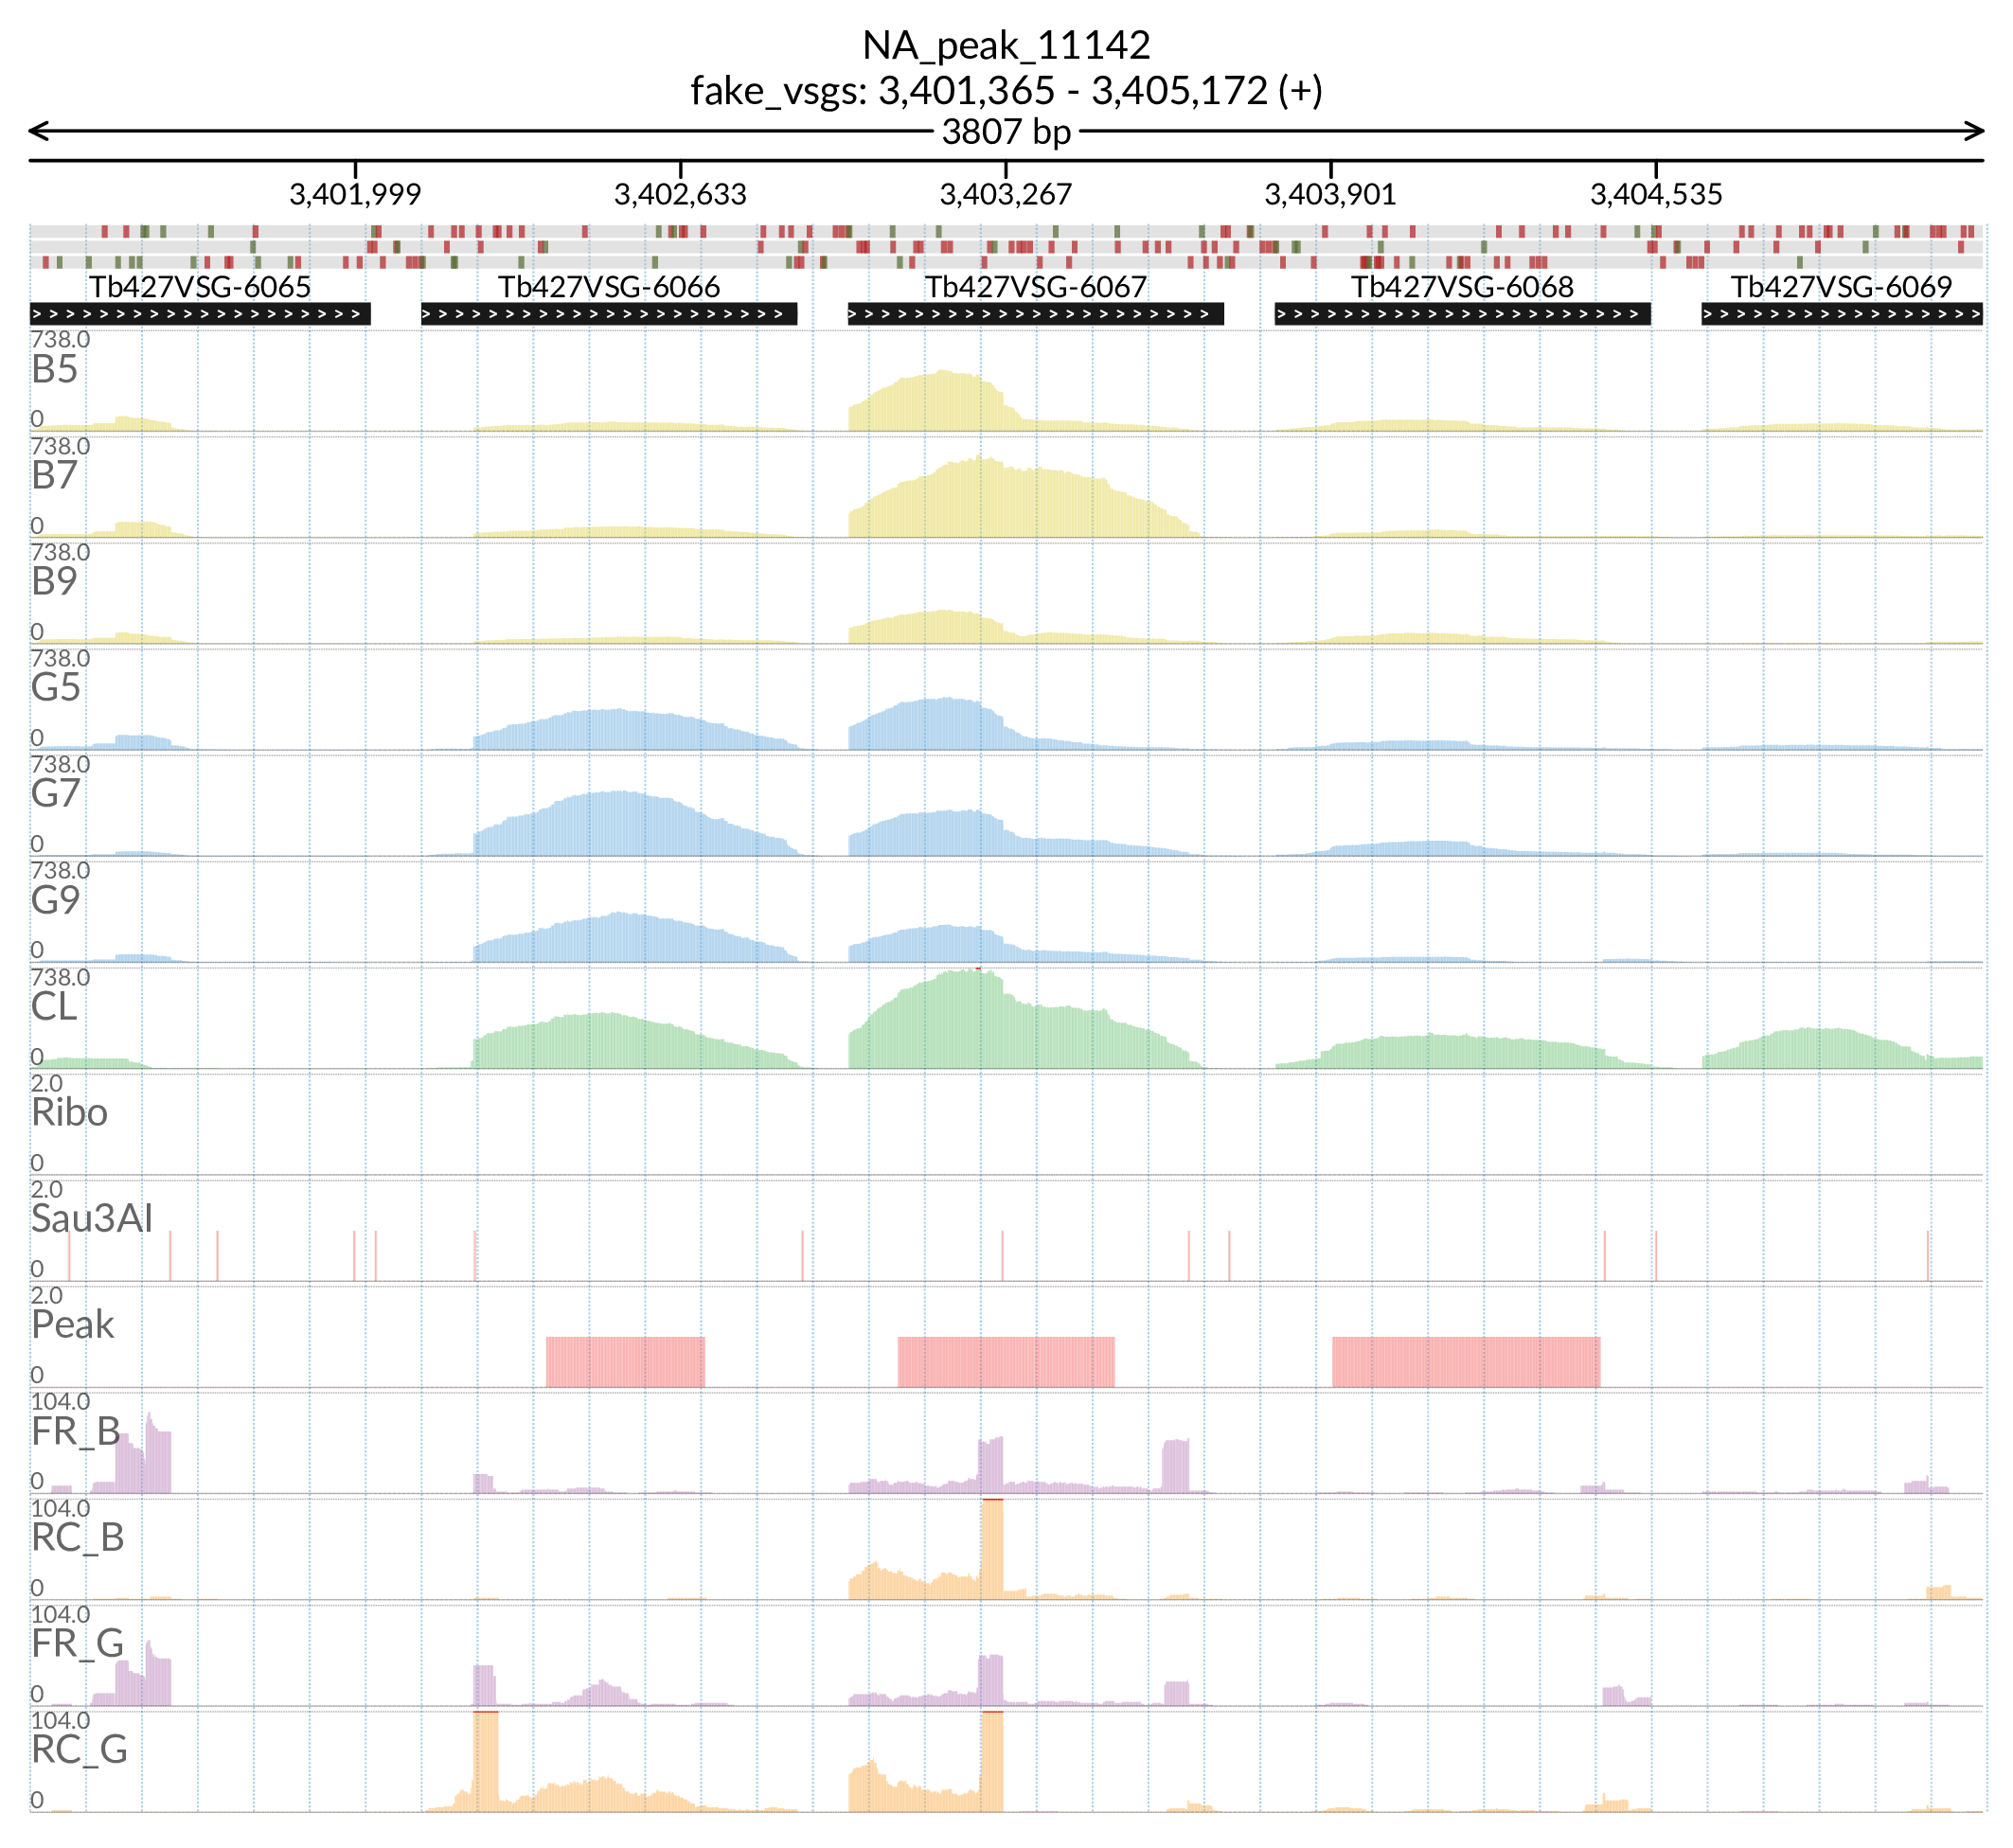 NA_peak_11142
fake_vsgs: 3,401,365 - 3,405,172 (+)
3807 bp
3,401,999 3,402,633 3,403,267 3,403,901 3,404,535
Tb427VSG-6065 Tb427VSG-6066 Tb427VSG-6067 Tb427VSG-6068 Tb427VSG-6069
738.0
B5
0
738.0
B7
0
738.0
B9
0
738.0
G5
0
738.0
G7
0
738.0
G9
0
738.0
CL
0
2.0
Ribo
0
2.0
Sau3AI
0
2.0
Peak
0
104.0
FR_B
0
104.0
RC_B
0
104.0
FR_G
0
104.0
RC_G
0